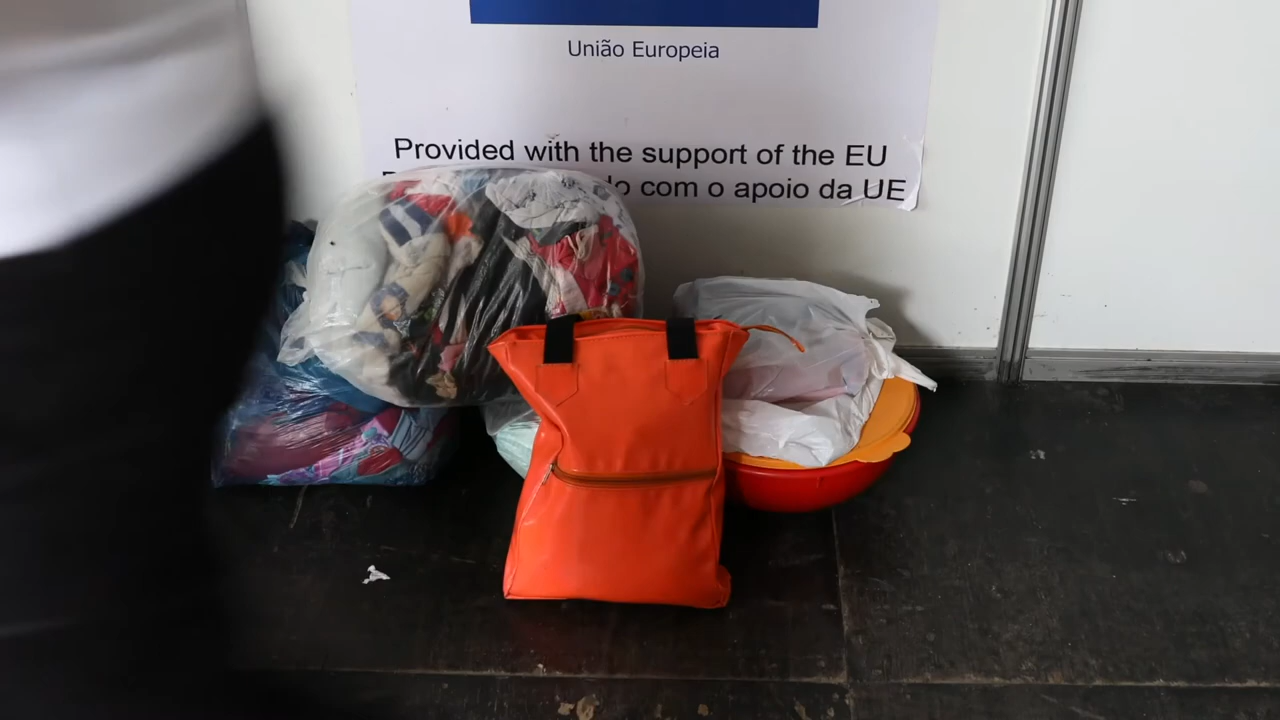 União Europeia
Provided with the support of the EU
com o apoio da UE